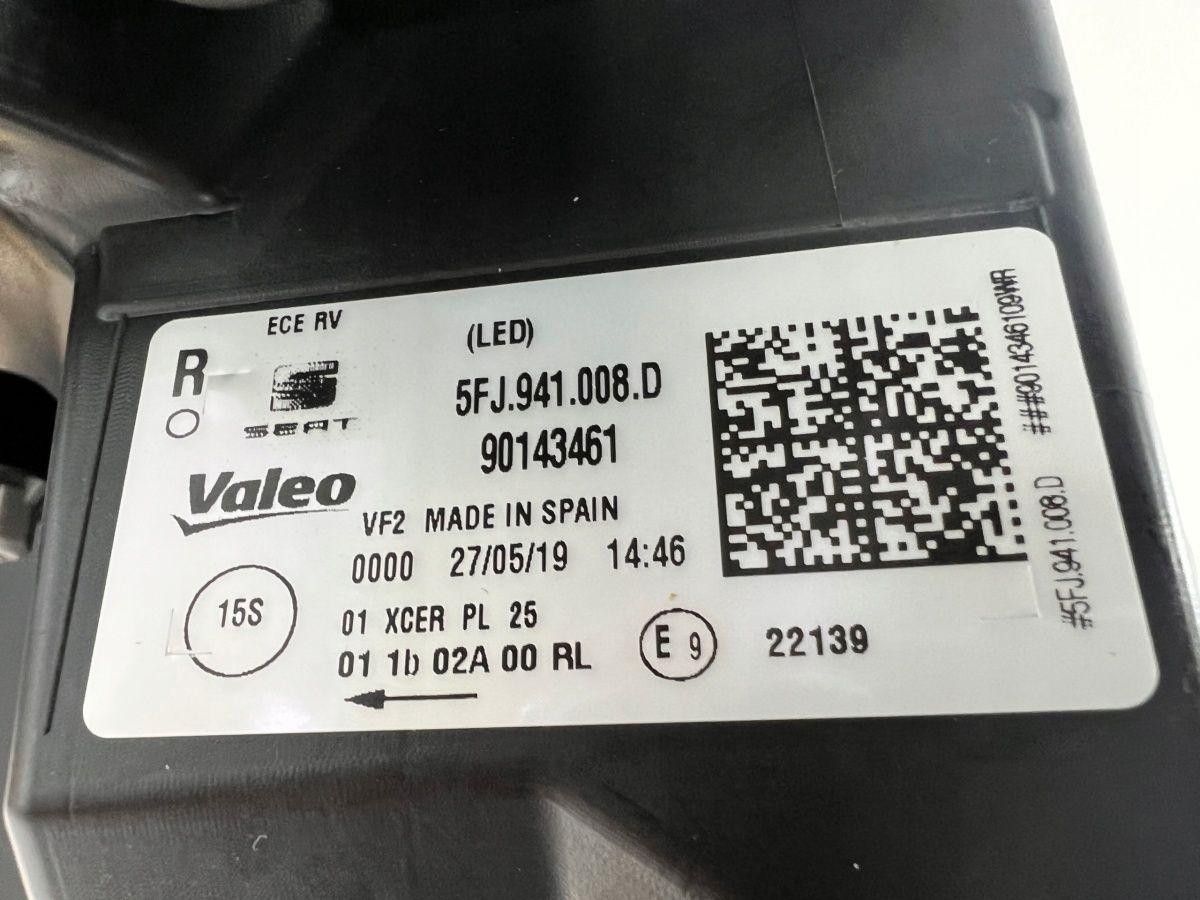 ECE RV
R
SEAT
(LED)
5FJ.941.008.D
90143461
Valeo
VF2 MADE IN SPAIN
0000 27/05/19 14:46
15S
01 XCER PL 25
01 1b 02A 00 RL
E 9
22139
###9014346109WR
#5FJ.941.008.D